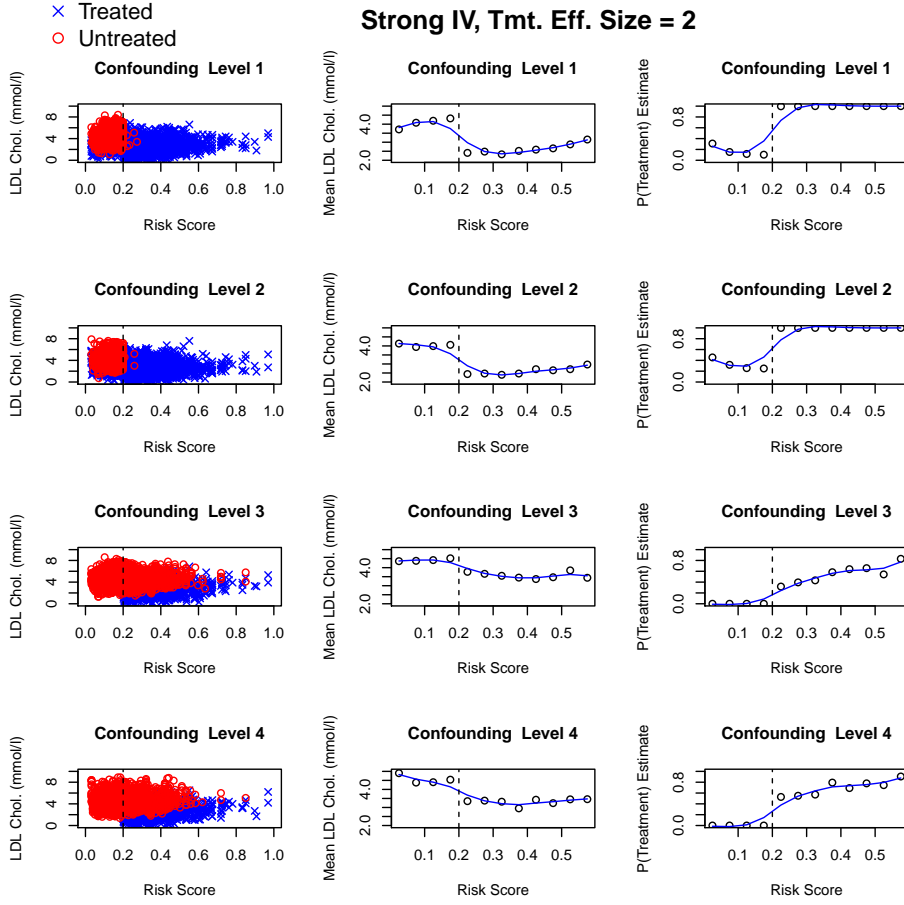 × Treated
○ Untreated
Strong IV, Tmt. Eff. Size = 2
Confounding Level 1
LDL Chol. (mmol/l)
0 4 8
0.0 0.2 0.4 0.6 0.8 1.0
Risk Score
Confounding Level 1
Mean LDL Chol. (mmol/l)
2.0 4.0
0.1 0.2 0.3 0.4 0.5
Risk Score
Confounding Level 1
P(Treatment) Estimate
0.0 0.8
0.1 0.2 0.3 0.4 0.5
Risk Score
Confounding Level 2
LDL Chol. (mmol/l)
0 4 8
0.0 0.2 0.4 0.6 0.8 1.0
Risk Score
Confounding Level 2
Mean LDL Chol. (mmol/l)
2.0 4.0
0.1 0.2 0.3 0.4 0.5
Risk Score
Confounding Level 2
P(Treatment) Estimate
0.0 0.8
0.1 0.2 0.3 0.4 0.5
Risk Score
Confounding Level 3
LDL Chol. (mmol/l)
0 4 8
0.0 0.2 0.4 0.6 0.8 1.0
Risk Score
Confounding Level 3
Mean LDL Chol. (mmol/l)
2.0 4.0
0.1 0.2 0.3 0.4 0.5
Risk Score
Confounding Level 3
P(Treatment) Estimate
0.0 0.8
0.1 0.2 0.3 0.4 0.5
Risk Score
Confounding Level 4
LDL Chol. (mmol/l)
0 4 8
0.0 0.2 0.4 0.6 0.8 1.0
Risk Score
Confounding Level 4
Mean LDL Chol. (mmol/l)
2.0 4.0
0.1 0.2 0.3 0.4 0.5
Risk Score
Confounding Level 4
P(Treatment) Estimate
0.0 0.8
0.1 0.2 0.3 0.4 0.5
Risk Score